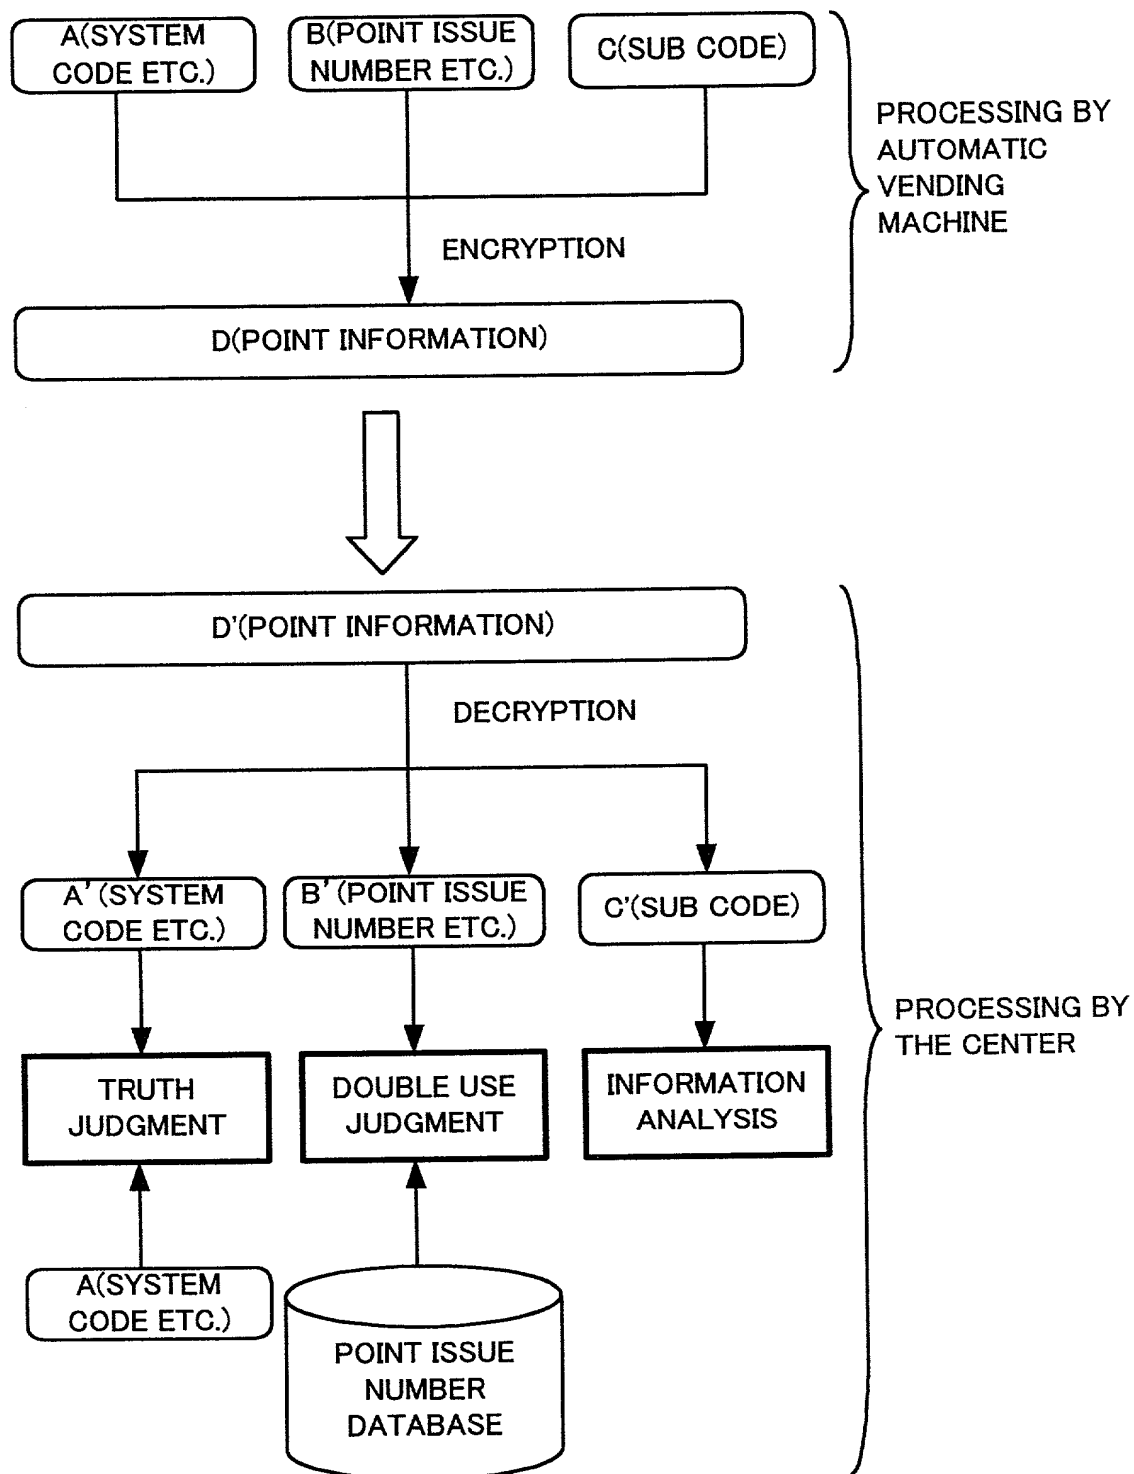 A(SYSTEM
CODE ETC.)
B(POINT ISSUE
NUMBER ETC.)
C(SUB CODE)
PROCESSING BY
AUTOMATIC
VENDING
MACHINE
ENCRYPTION
D(POINT INFORMATION)
D'(POINT INFORMATION)
DECRYPTION
A'(SYSTEM
CODE ETC.)
B'(POINT ISSUE
NUMBER ETC.)
C'(SUB CODE)
PROCESSING BY
THE CENTER
TRUTH
JUDGMENT
DOUBLE USE
JUDGMENT
INFORMATION
ANALYSIS
A(SYSTEM
CODE ETC.)
POINT ISSUE
NUMBER
DATABASE